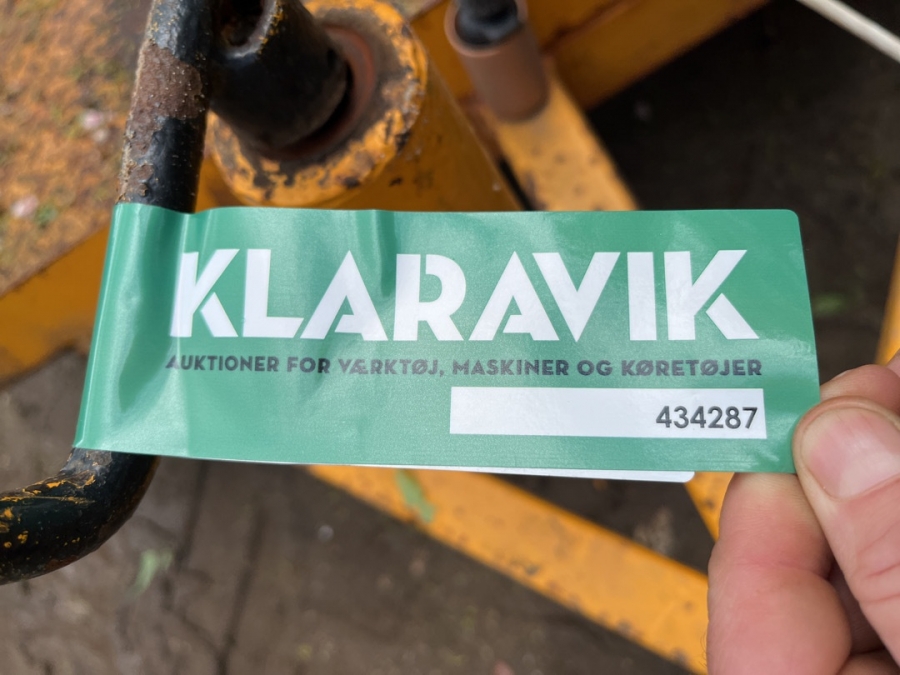 KLARAVIK
AUKTIONER FOR VÆRKTØJ, MASKINER OG KØRETØJER
434287